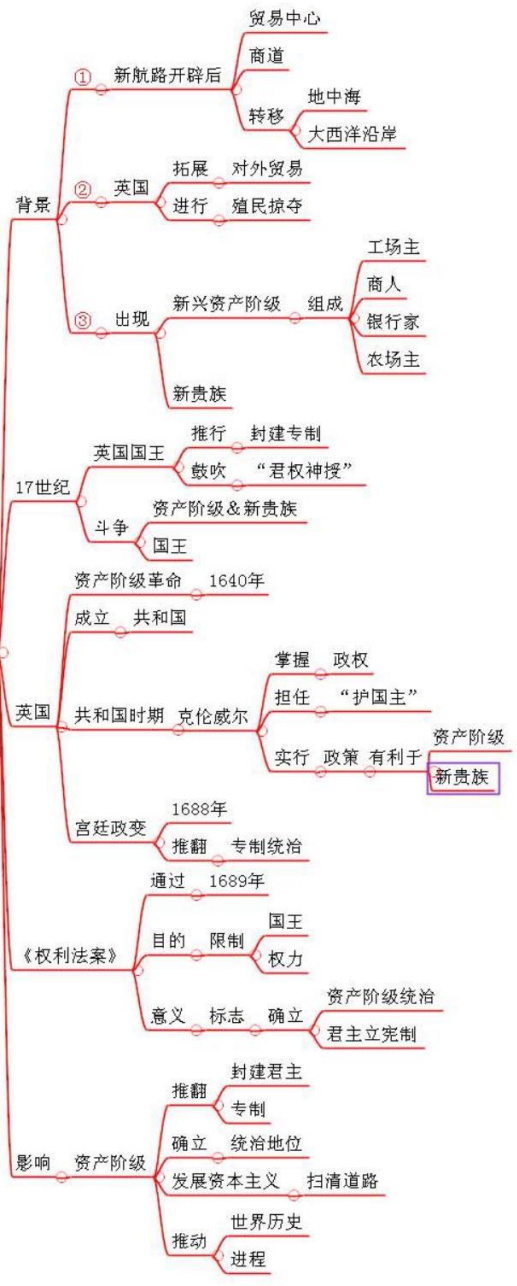 背景
①
新航路开辟后
贸易中心
商道
转移
地中海
大西洋沿岸
②
英国
拓展
对外贸易
进行
殖民掠夺
③
出现
新兴资产阶级
组成
工场主
商人
银行家
农场主
新贵族
17世纪
英国国王
推行
封建专制
鼓吹
“君权神授”
斗争
资产阶级&新贵族
国王
英国
资产阶级革命
1640年
成立
共和国
共和国时期
克伦威尔
掌握
政权
担任
“护国主”
实行
政策
有利于
资产阶级
新贵族
宫廷政变
1688年
推翻
专制统治
《权利法案》
通过
1689年
目的
限制
国王
权力
意义
标志
确立
资产阶级统治
君主立宪制
影响
资产阶级
推翻
封建君主
专制
确立
统治地位
发展资本主义
扫清道路
推动
世界历史
进程